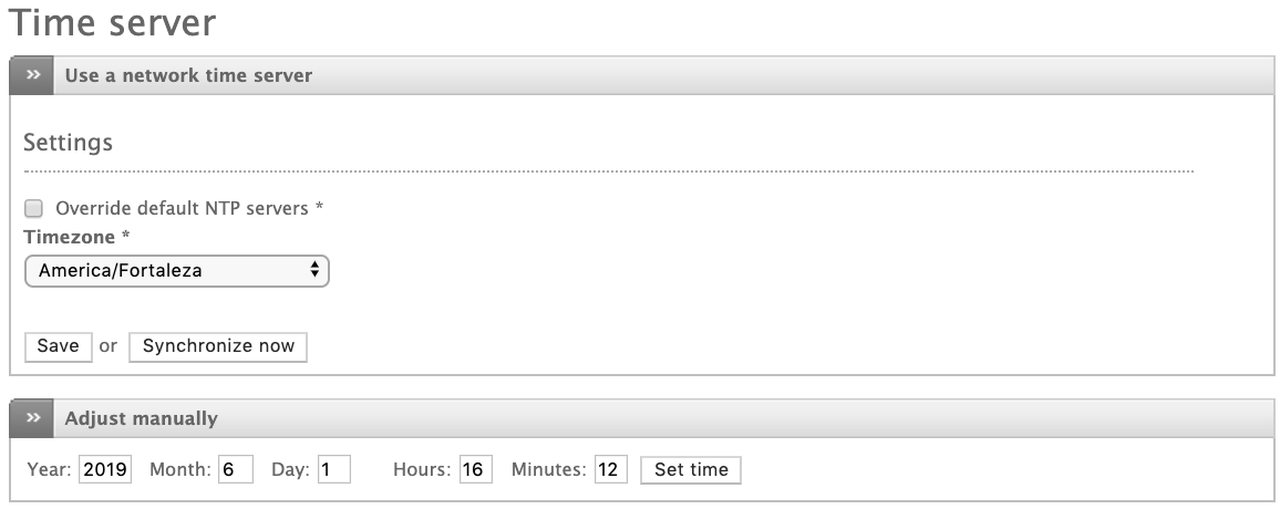 Time server
Use a network time server
Settings
Override default NTP servers *
Timezone *
America/Fortaleza
Save or Synchronize now
Adjust manually
Year: 2019 Month: 6 Day: 1 Hours: 16 Minutes: 12 Set time